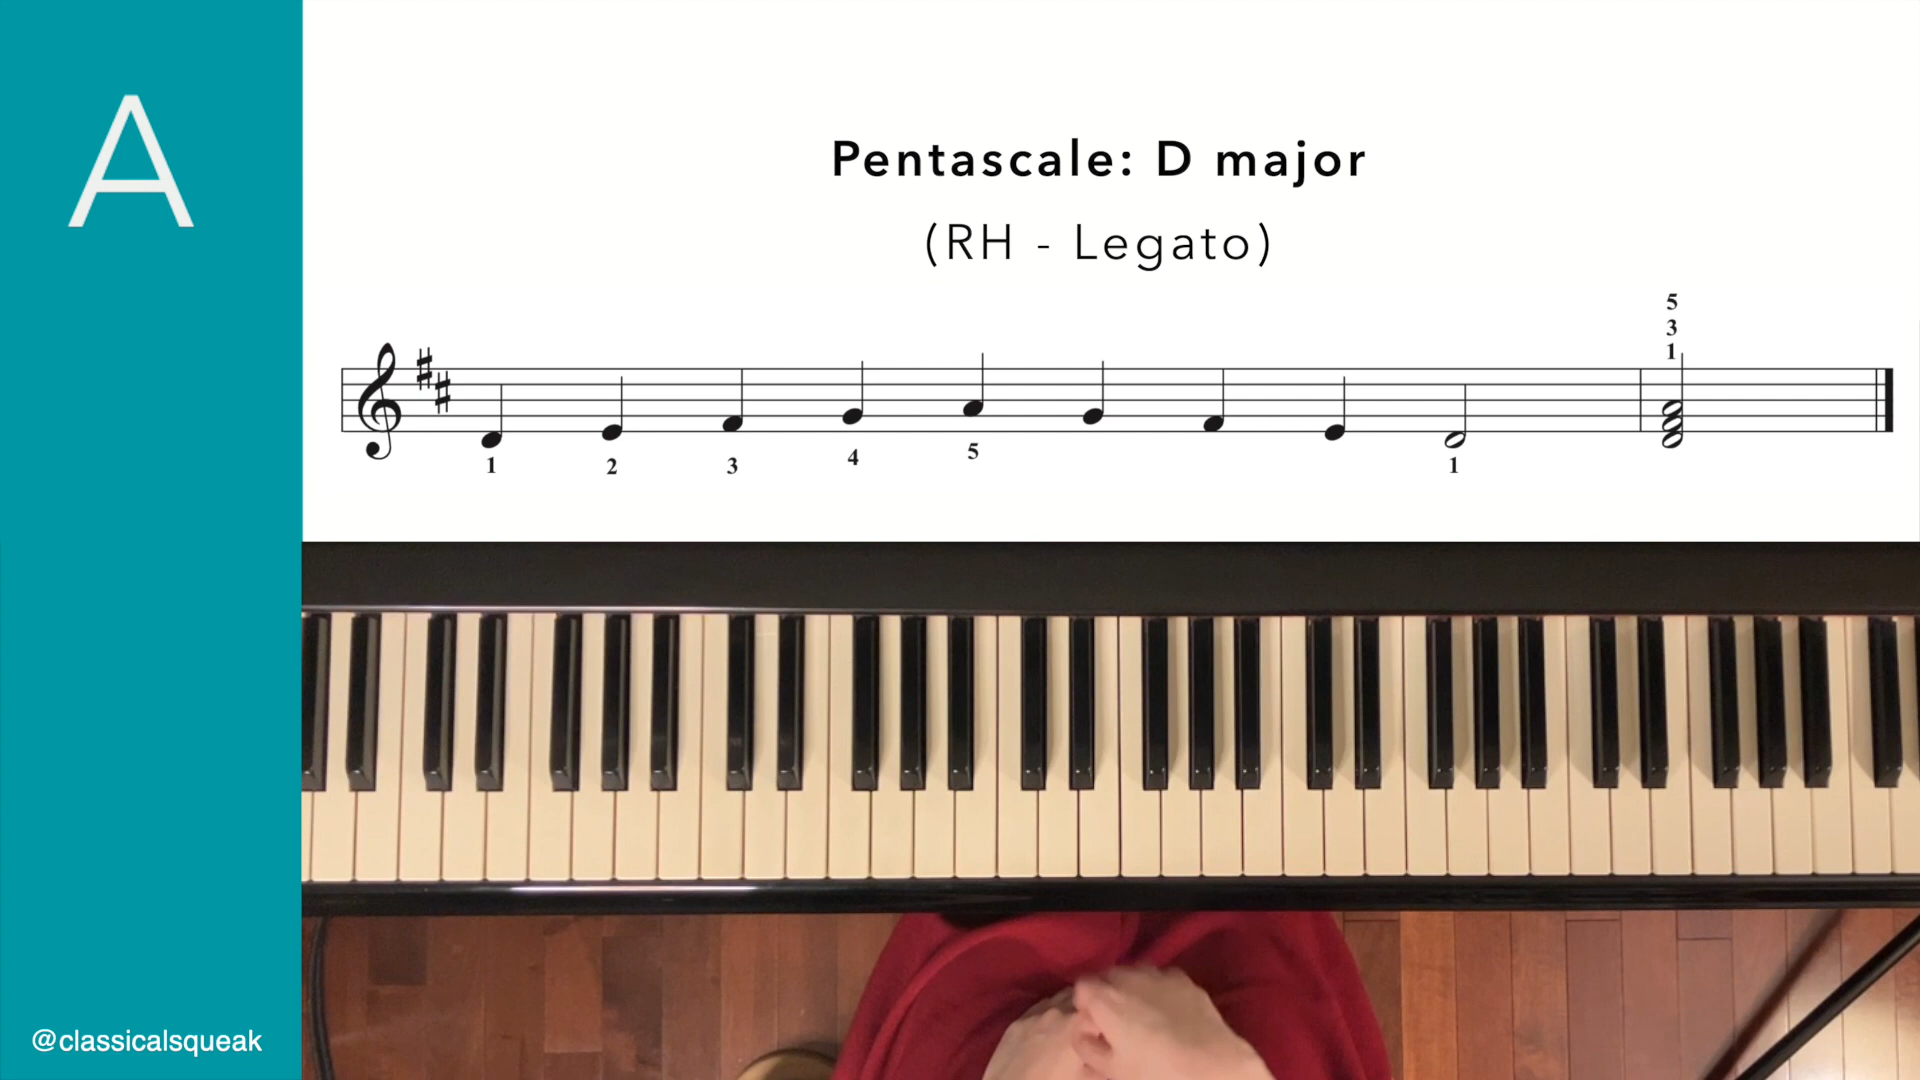 A
Pentascale: D major
(RH - Legato)
5
3
1
1 2 3 4 5 1
@classicalsqueak